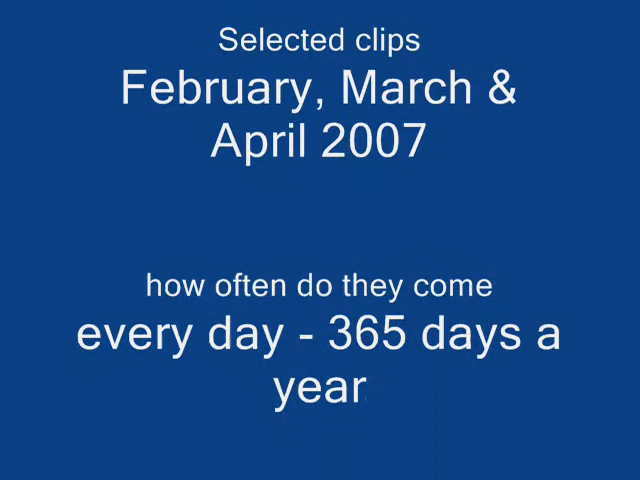 Selected clips
February, March &
April 2007
how often do they come
every day - 365 days a
year